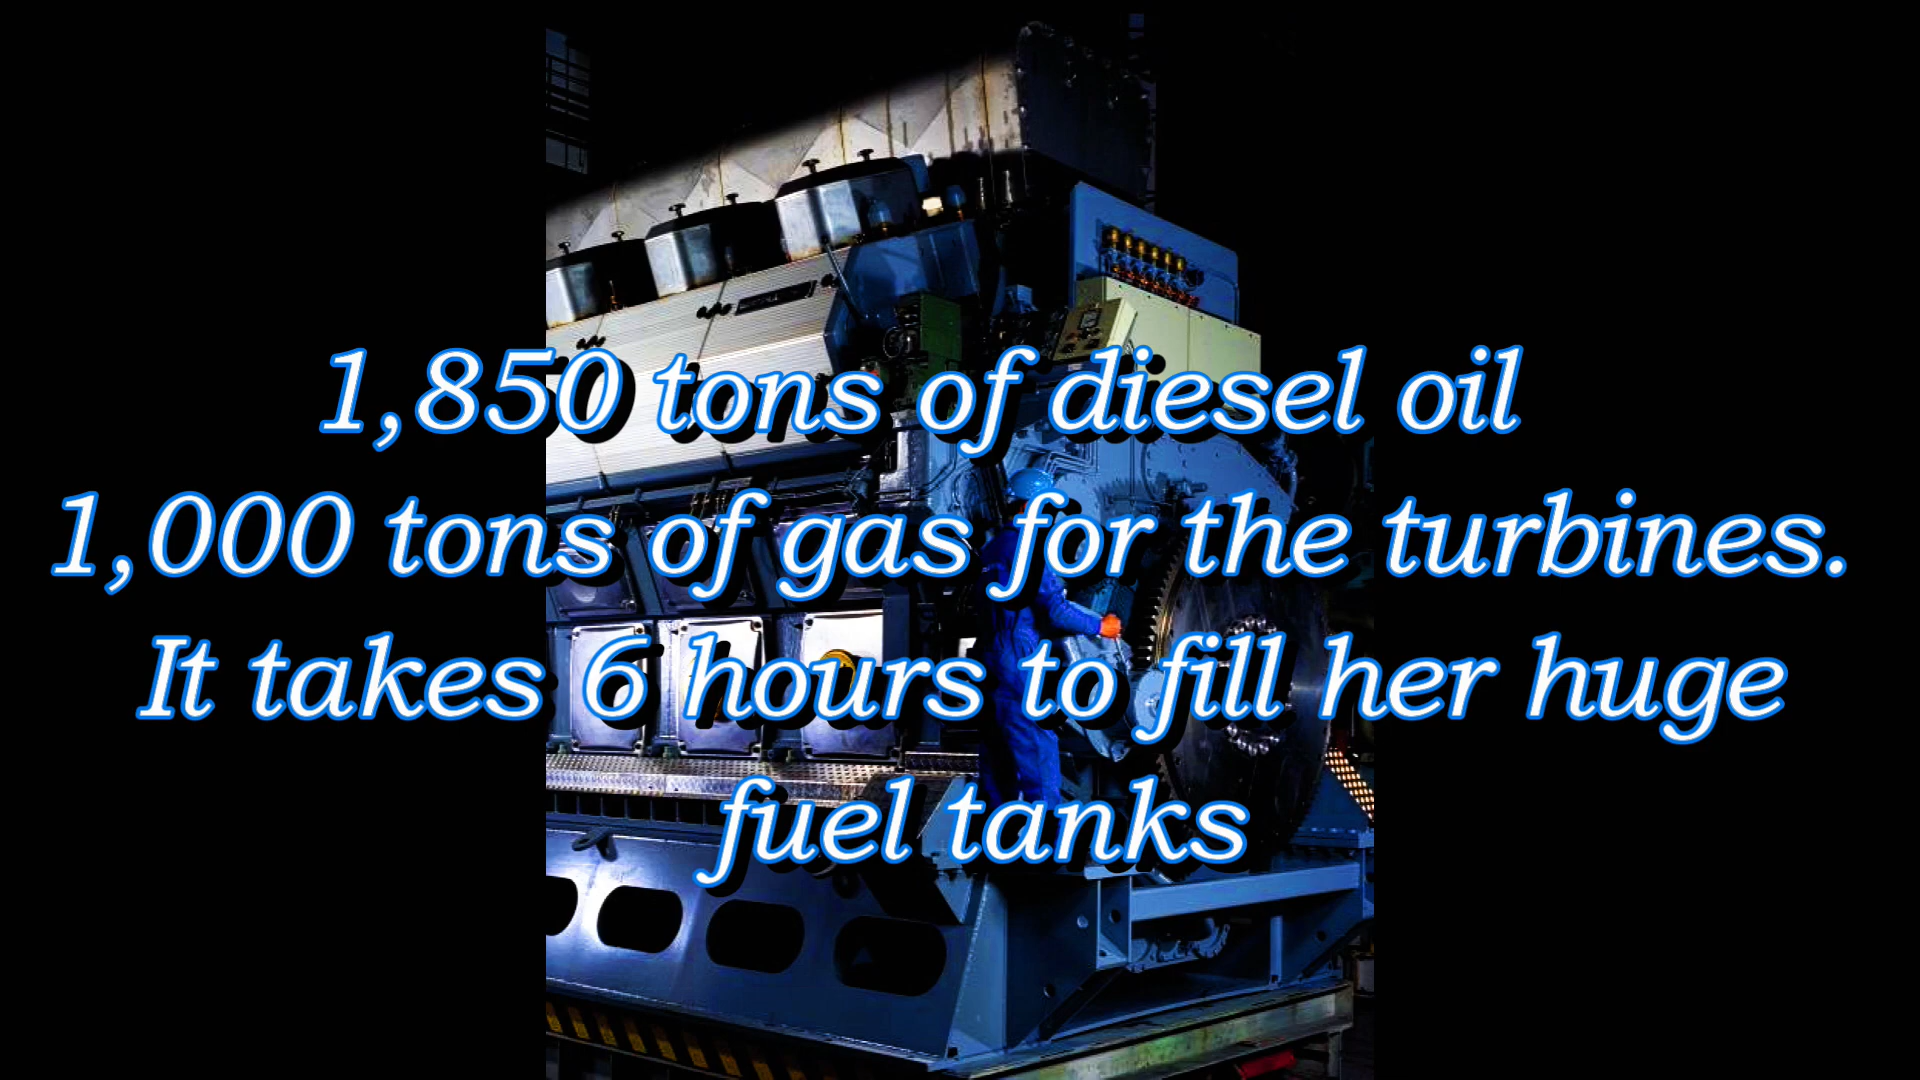 1,850 tons of diesel oil
1,000 tons of gas for the turbines.
It takes 6 hours to fill her huge
fuel tanks